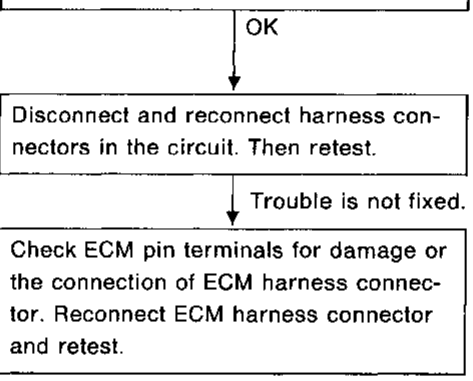 OK
Disconnect and reconnect harness con-
nectors in the circuit. Then retest.
Trouble is not fixed.
Check ECM pin terminals for damage or
the connection of ECM harness connec-
tor. Reconnect ECM harness connector
and retest.